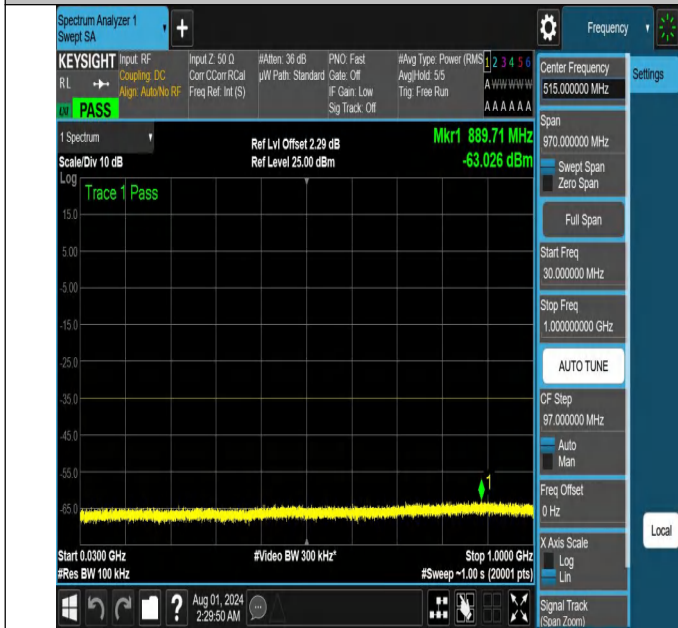 Spectrum Analyzer 1
Swept SA
+
Frequency
KEYSIGHT
RL
PASS
Input: RF
Coupling: DC
Align: Auto/No RF
Input Z: 50 Ω
Corr CCorr RCal
Freq Ref: Int (S)
#Atten: 36 dB
µW Path: Standard
PNO: Fast
Gate: Off
IF Gain: Low
Sig Track: Off
#Avg Type: Power (RMS
Avg|Hold: 5/5
Trig: Free Run
1 2 3 4 5 6
A W W W W W
A A A A A A
1 Spectrum
Scale/Div 10 dB
Ref Lvl Offset 2.29 dB
Ref Level 25.00 dBm
Mkr1 889.71 MHz
-63.026 dBm
Log
Trace 1 Pass
15.0
5.00
-5.00
-15.0
-25.0
-35.0
-45.0
-55.0
-65.0
1
Start 0.0300 GHz
#Res BW 100 kHz
#Video BW 300 kHz*
Stop 1.0000 GHz
#Sweep ~1.00 s (20001 pts)
Aug 01, 2024
2:29:50 AM
?
Center Frequency
515.000000 MHz
Settings
Span
970.000000 MHz
Swept Span
Zero Span
Full Span
Start Freq
30.000000 MHz
Stop Freq
1.000000000 GHz
AUTO TUNE
CF Step
97.000000 MHz
Auto
Man
Freq Offset
0 Hz
Local
X Axis Scale
Log
Lin
Signal Track
(Span Zoom)